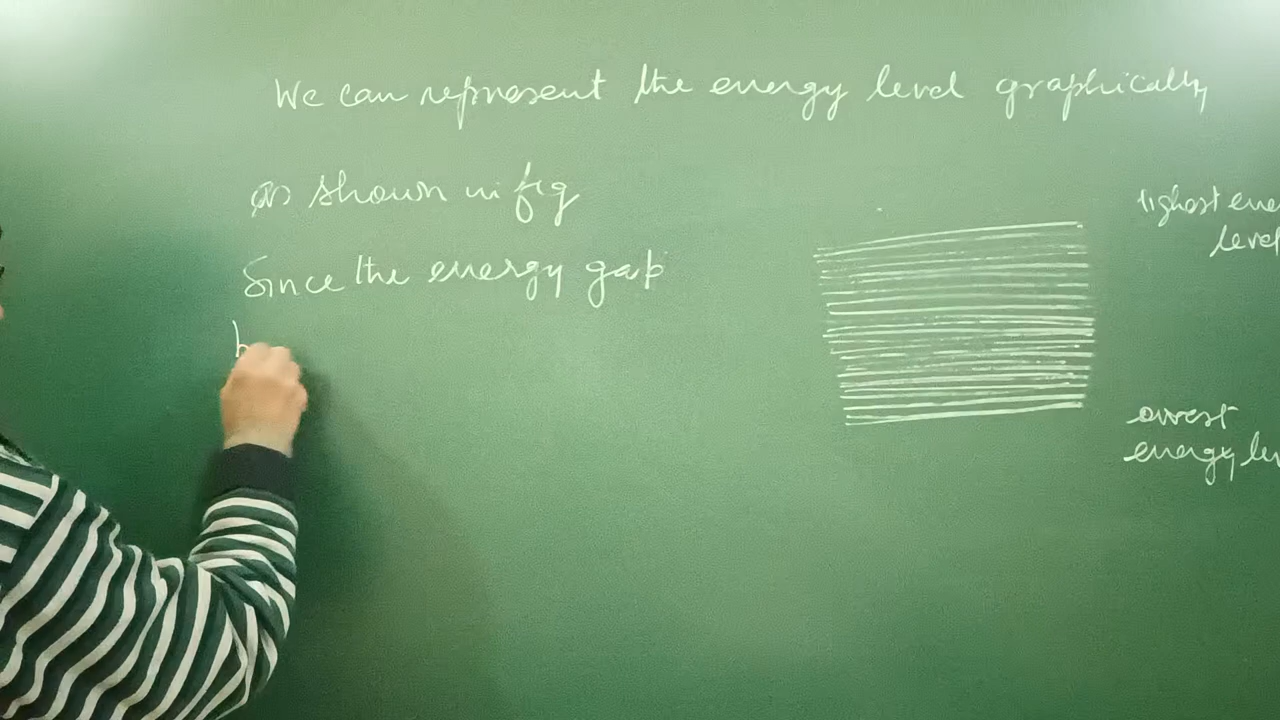 We can represent the energy level graphically
as shown in fig
Since the energy gap
highest ene
level
owest
energy lev